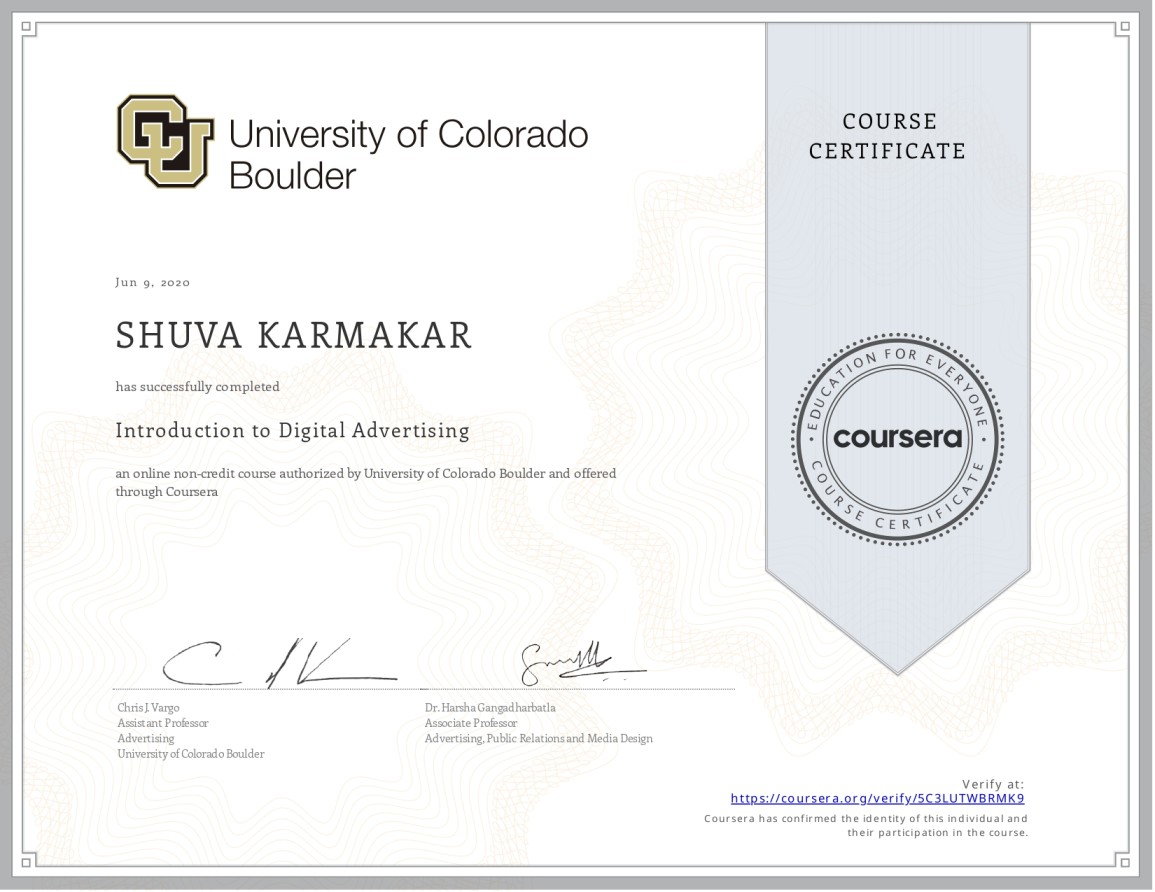 CU
University of Colorado
Boulder
COURSE
CERTIFICATE
Jun 9, 2020
SHUVA KARMAKAR
has successfully completed
Introduction to Digital Advertising
an online non-credit course authorized by University of Colorado Boulder and offered
through Coursera
EDUCATION FOR EVERYONE
coursera
COURSE CERTIFICATE
Chris J. Vargo
Assistant Professor
Advertising
University of Colorado Boulder
Dr. Harsha Gangadharbatla
Associate Professor
Advertising, Public Relations and Media Design
Verify at:
https://coursera.org/verify/5C3LUTWBRMK9
Coursera has confirmed the identity of this individual and
their participation in the course.